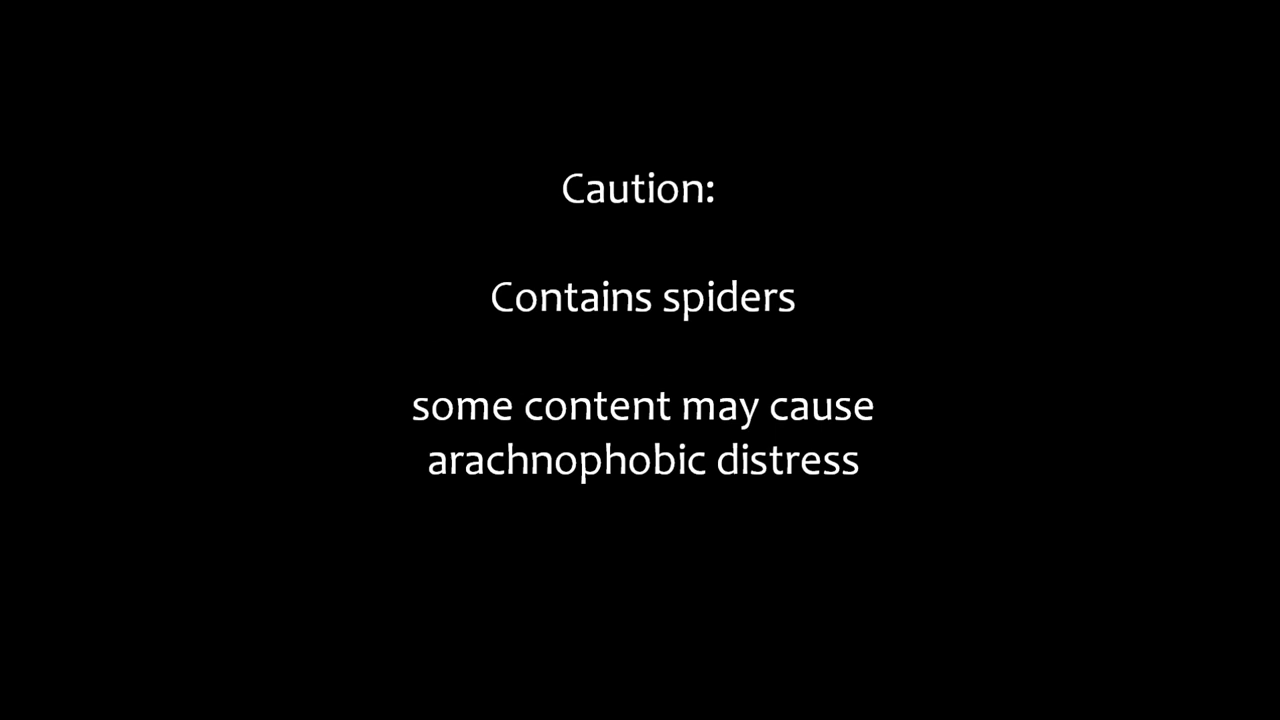 Caution:
Contains spiders
some content may cause
arachnophobic distress